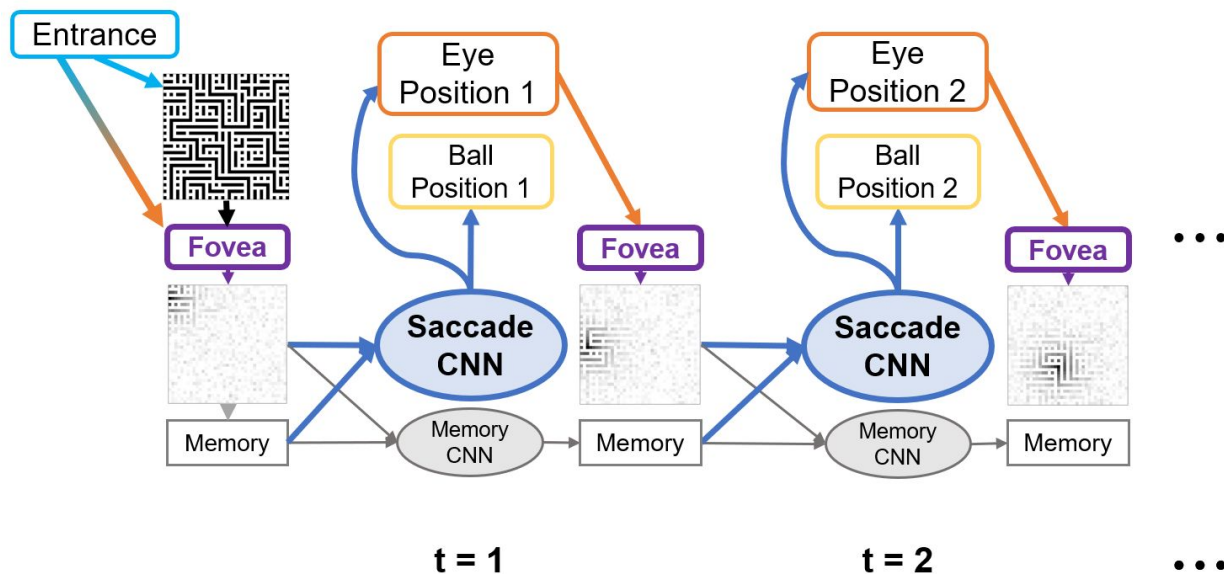 Entrance
Eye
Position 1
Ball
Position 1
Fovea
Saccade
CNN
Memory
CNN
Memory
Eye
Position 2
Ball
Position 2
Fovea
Saccade
CNN
Memory
CNN
Memory
Fovea
Memory
t = 1
t = 2
•••
•••